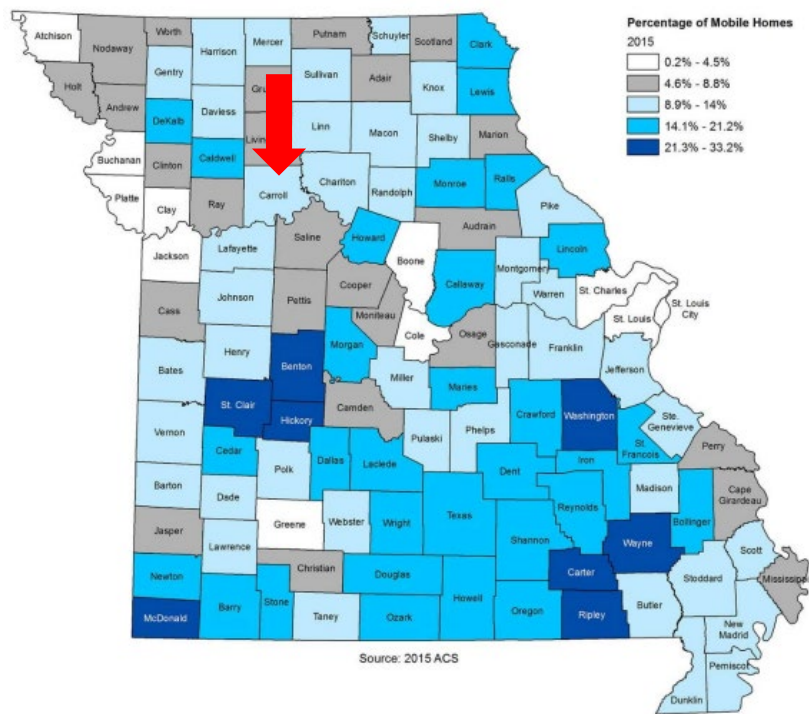 Percentage of Mobile Homes
2015
0.2% - 4.5%
4.6% - 8.8%
8.9% - 14%
14.1% - 21.2%
21.3% - 33.2%
Atchison
Nodaway
Worth
Harrison
Mercer
Putnam
Schuyler
Scotland
Clark
Gentry
Sullivan
Adair
Knox
Lewis
Holt
Andrew
DeKalb
Daviess
Linn
Macon
Shelby
Marion
Buchanan
Clinton
Caldwell
Chariton
Randolph
Monroe
Ralls
Pike
Platte
Clay
Ray
Carroll
Audrain
Jackson
Lafayette
Saline
Howard
Boone
Callaway
Montgomery
Lincoln
Warren
St. Charles
St. Louis
St. Louis
City
Cass
Johnson
Pettis
Cooper
Moniteau
Cole
Osage
Gasconade
Franklin
Jefferson
Bates
Henry
Benton
Morgan
Miller
Maries
St. Clair
Hickory
Camden
Pulaski
Phelps
Crawford
Washington
Ste.
Genevieve
St.
Francois
Perry
Vernon
Cedar
Polk
Dallas
Laclede
Dent
Iron
Madison
Cape
Girardeau
Barton
Dade
Greene
Webster
Wright
Texas
Reynolds
Bollinger
Jasper
Lawrence
Christian
Douglas
Shannon
Wayne
Scott
Mississippi
Newton
Stone
Howell
Carter
Stoddard
McDonald
Barry
Taney
Ozark
Oregon
Ripley
Butler
New
Madrid
Pemiscot
Dunklin
Source: 2015 ACS